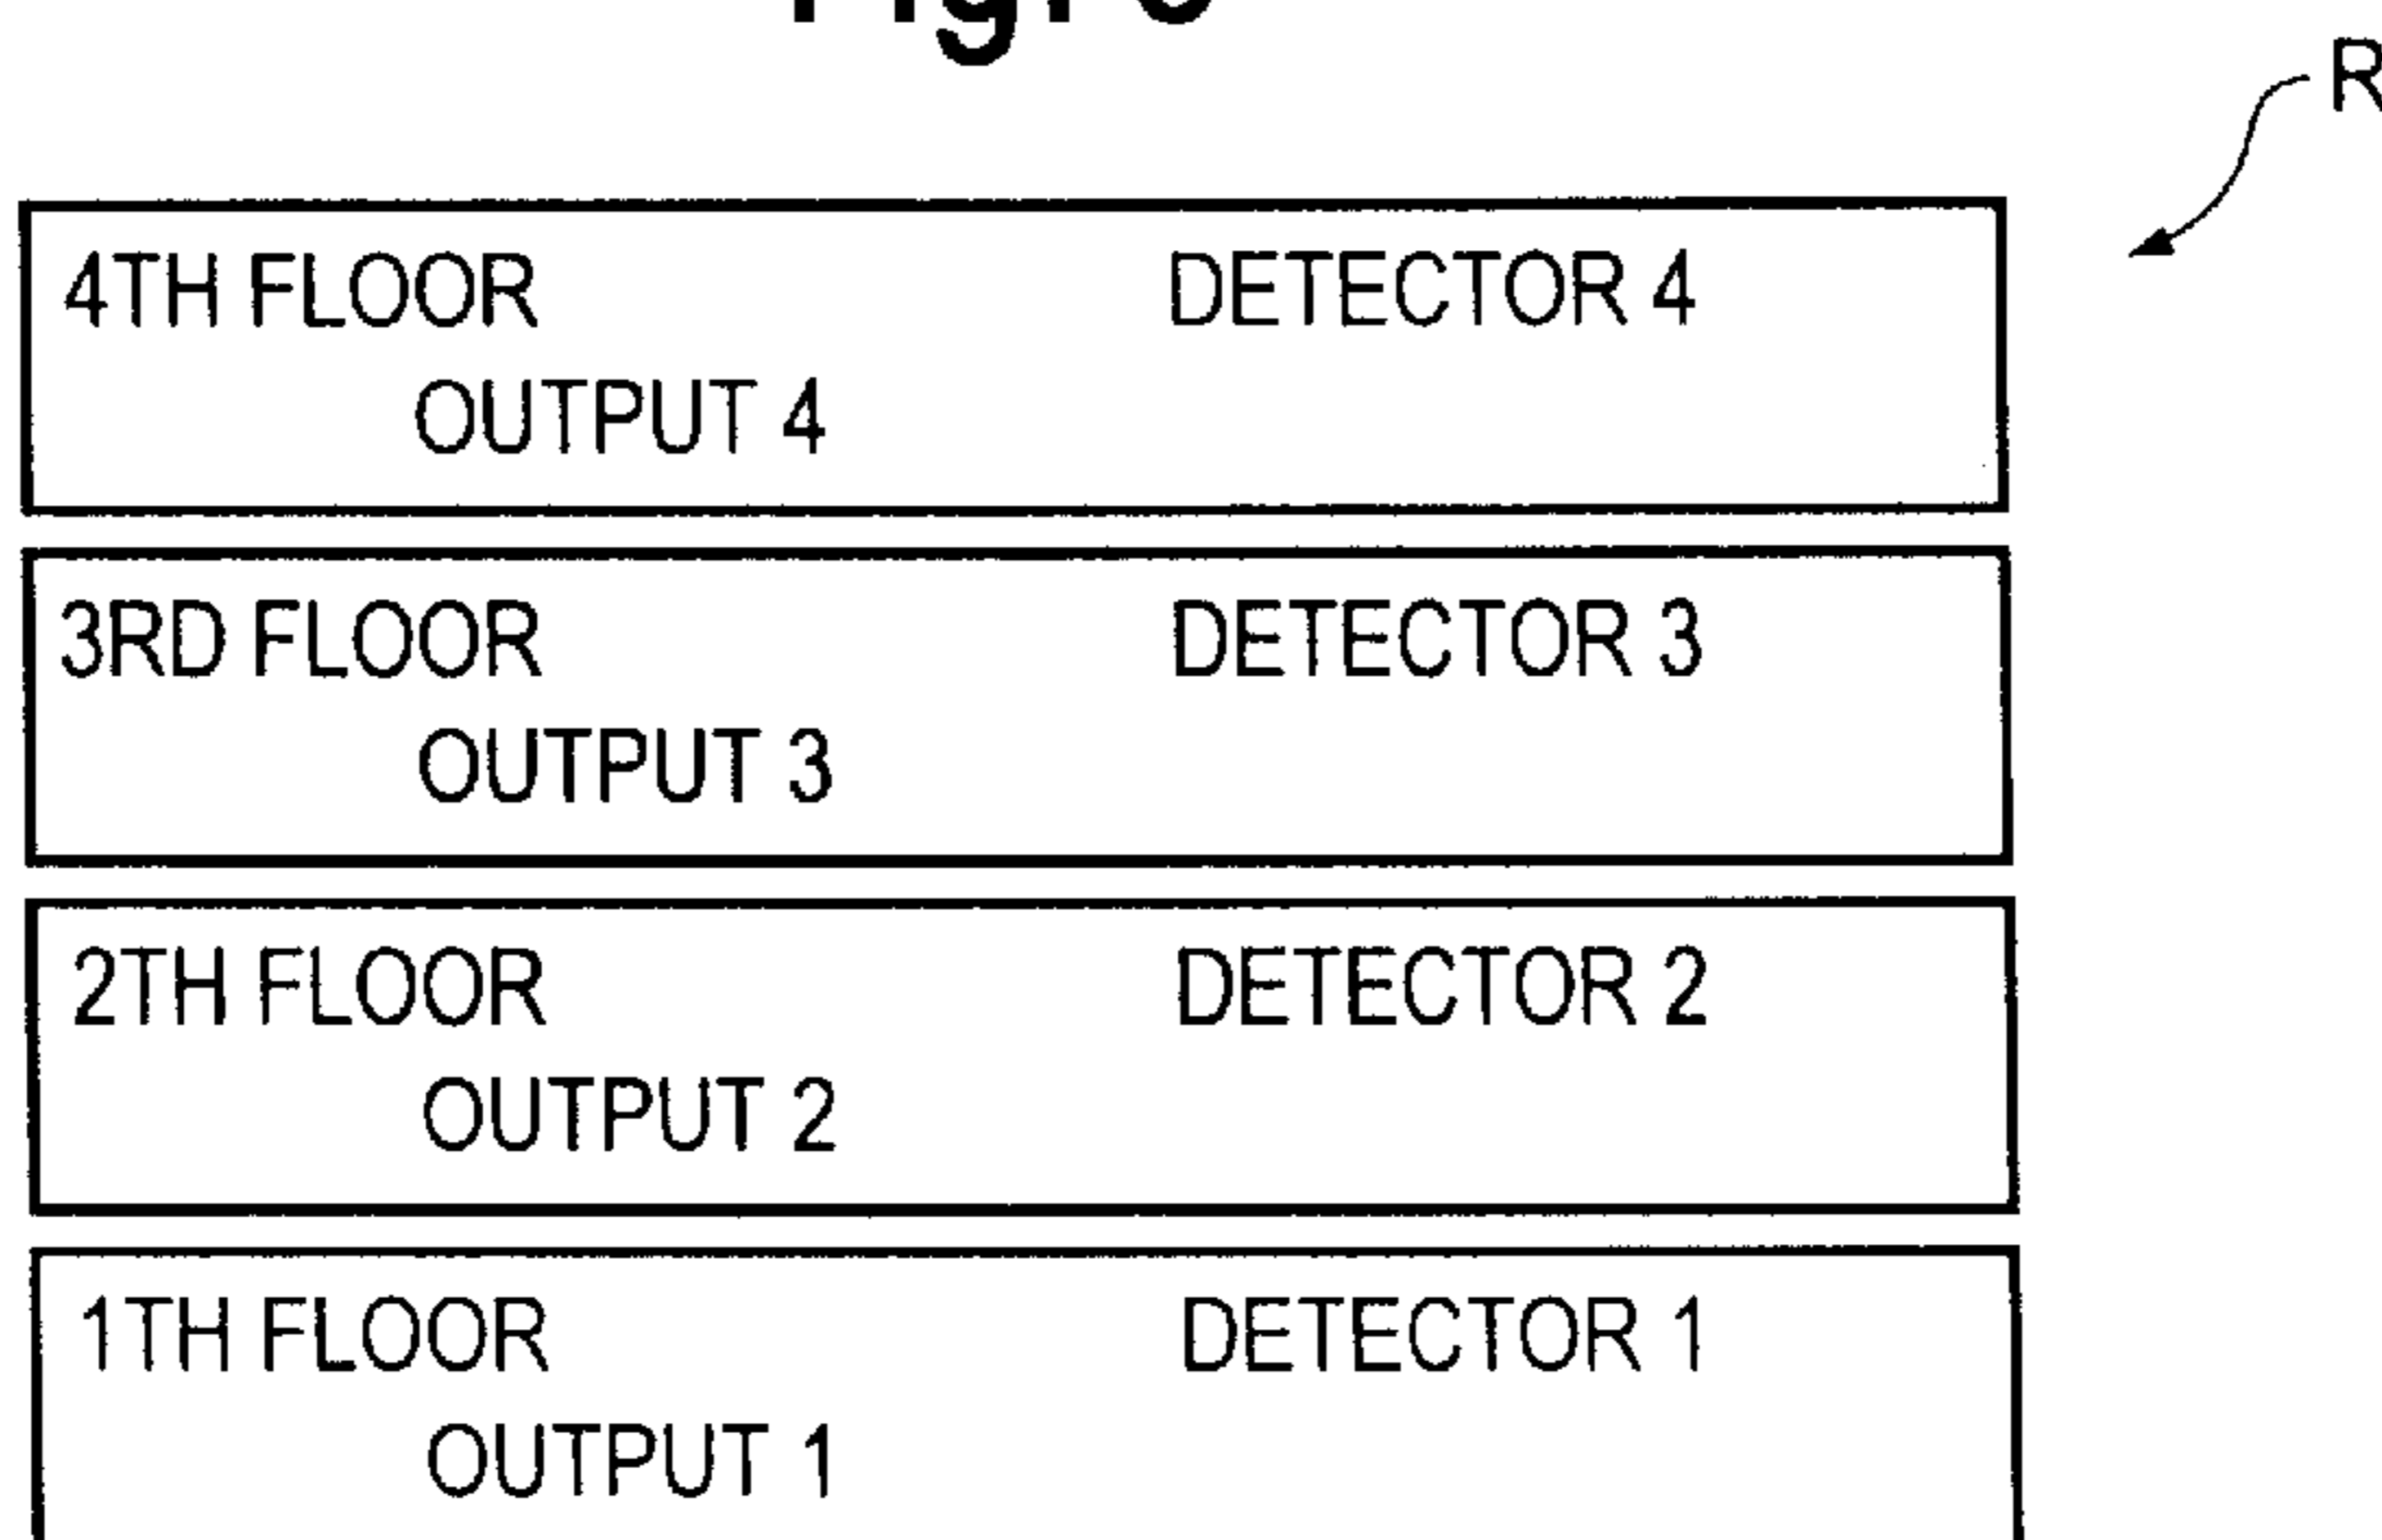 R
4TH FLOOR DETECTOR 4
OUTPUT 4
3RD FLOOR DETECTOR 3
OUTPUT 3
2TH FLOOR DETECTOR 2
OUTPUT 2
1TH FLOOR DETECTOR 1
OUTPUT 1